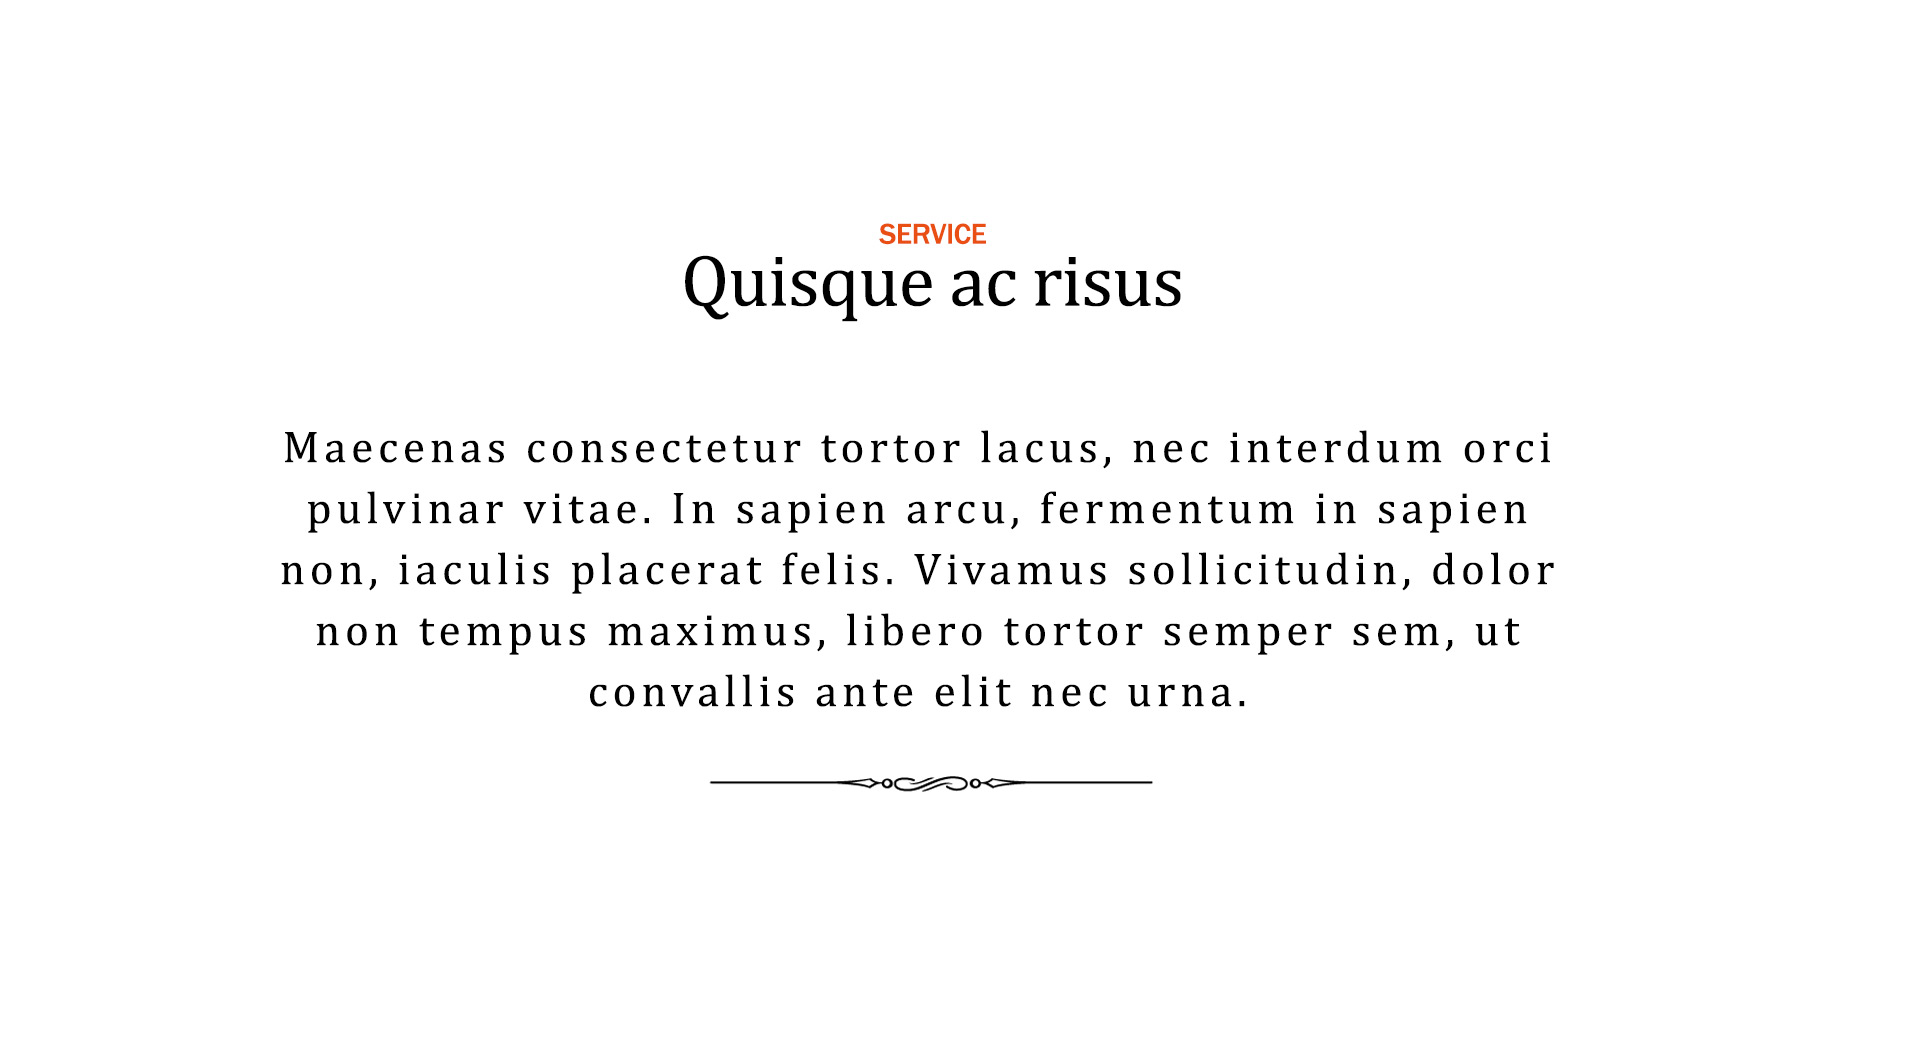 SERVICE
Quisque ac risus
Maecenas consectetur tortor lacus, nec interdum orci
pulvinar vitae. In sapien arcu, fermentum in sapien
non, iaculis placerat felis. Vivamus sollicitudin, dolor
non tempus maximus, libero tortor semper sem, ut
convallis ante elit nec urna.